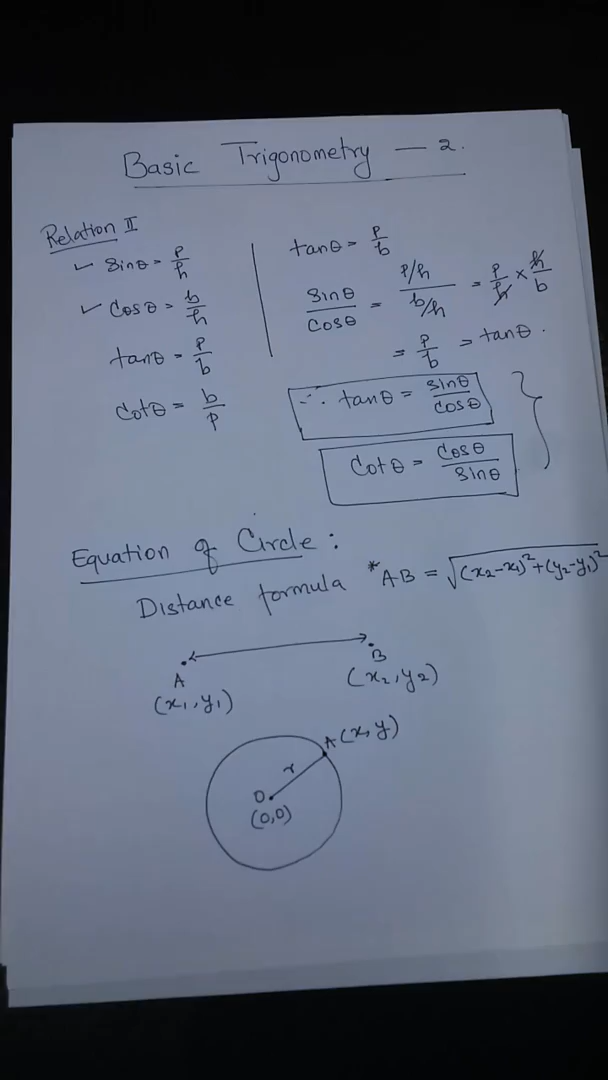 Basic Trigonometry — 2.
Relation II
✓ Sinθ = p/h
✓ Cosθ = b/h
tanθ = p/b
Cotθ = b/p
tanθ = p/b
Sinθ/Cosθ = (p/h)/(b/h) = p/h × h/b
= p/b = tanθ.
∴ tanθ = Sinθ/Cosθ
Cotθ = Cosθ/Sinθ
Equation of Circle :
Distance formula *AB = √(x₂-x₁)²+(y₂-y₁)²
A
(x₁, y₁)
B
(x₂, y₂)
A (x, y)
r
O
(0,0)